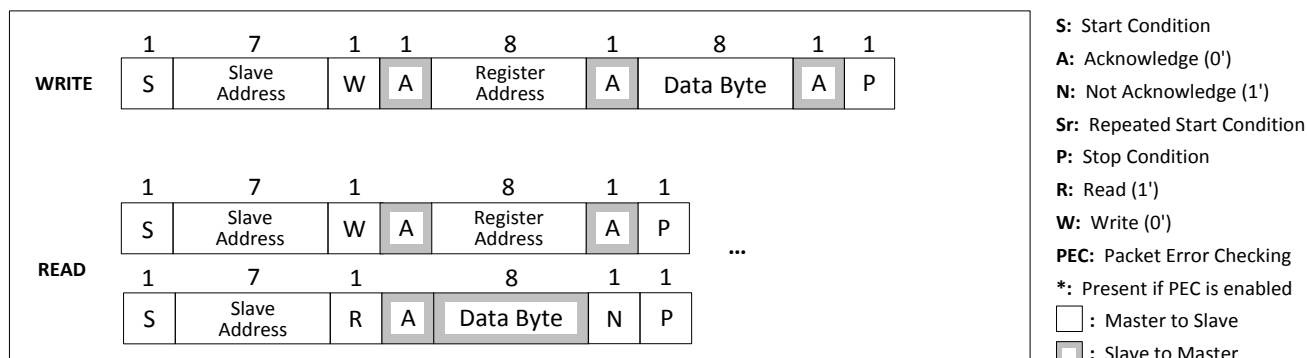 1 7 1 1 8 1 8 1 1
WRITE S Slave Address W A Register Address A Data Byte A P
1 7 1 8 1 1
S Slave Address W A Register Address A P
...
READ
1 7 1 8 1 1
S Slave Address R A Data Byte N P
S: Start Condition
A: Acknowledge (0')
N: Not Acknowledge (1')
Sr: Repeated Start Condition
P: Stop Condition
R: Read (1')
W: Write (0')
PEC: Packet Error Checking
*: Present if PEC is enabled
: Master to Slave
: Slave to Master